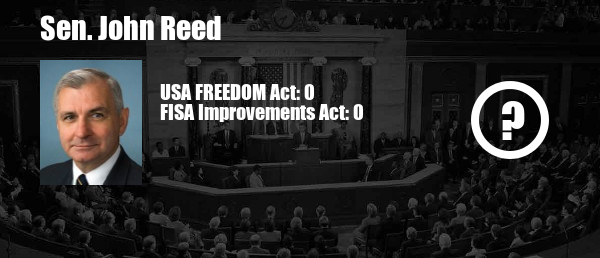 Sen. John Reed
USA FREEDOM Act: 0
FISA Improvements Act: 0
?